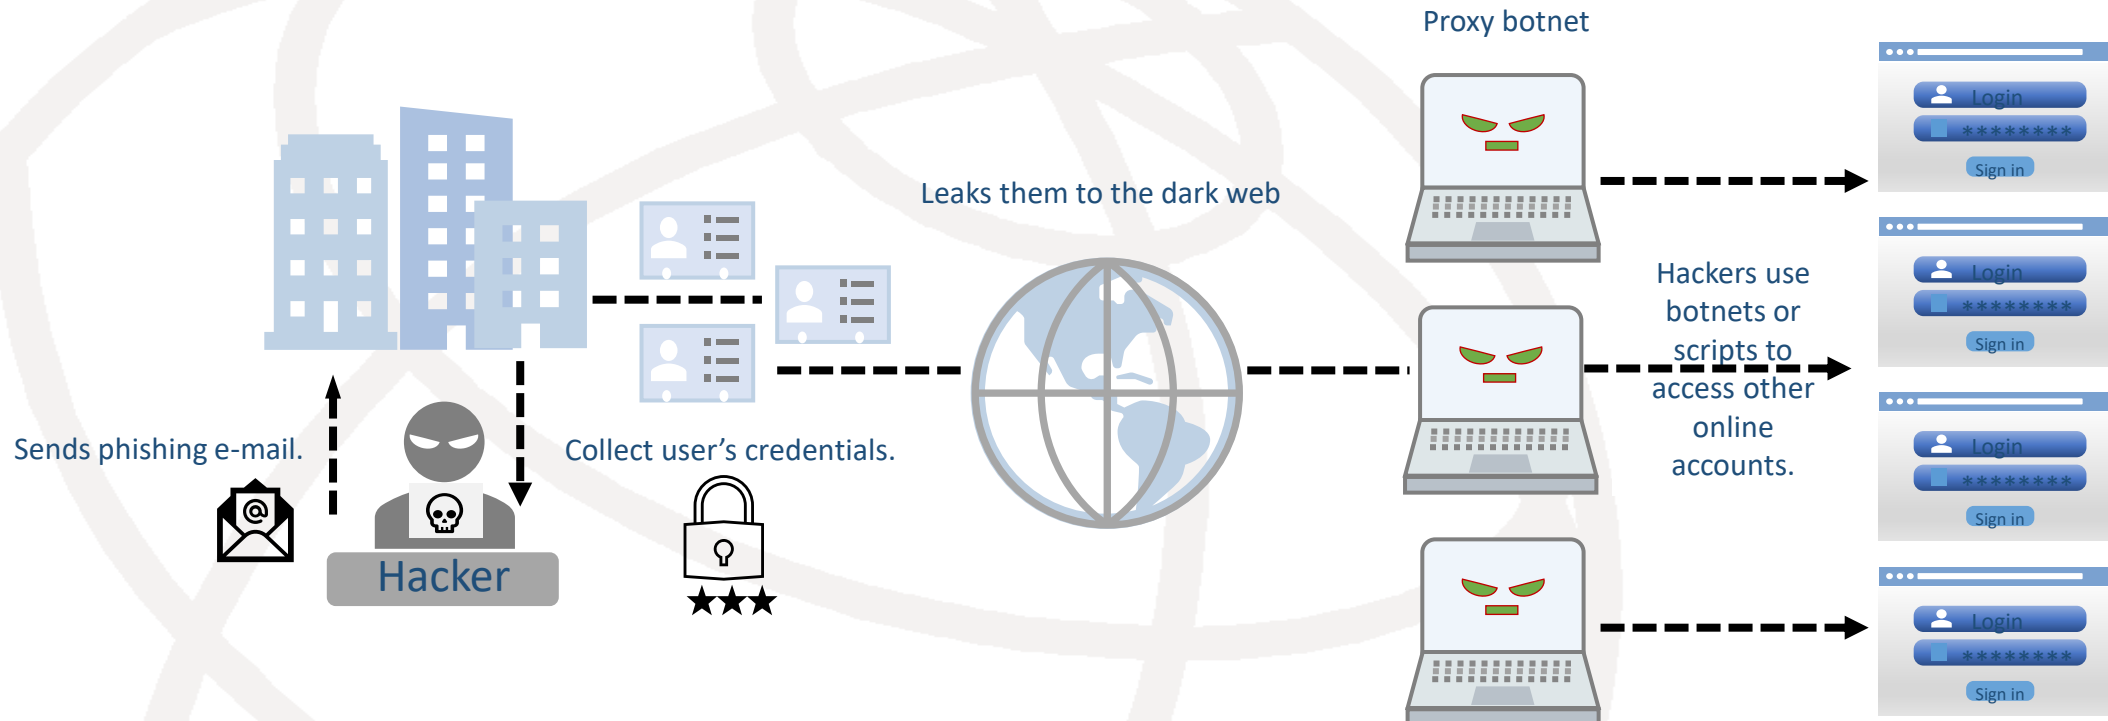 Proxy botnet
Login
********
Sign in
Leaks them to the dark web
Login
********
Sign in
Hackers use
botnets or
scripts to
access other
online
accounts.
Sends phishing e-mail.
@
Collect user's credentials.
Hacker
Login
********
Sign in
Login
********
Sign in